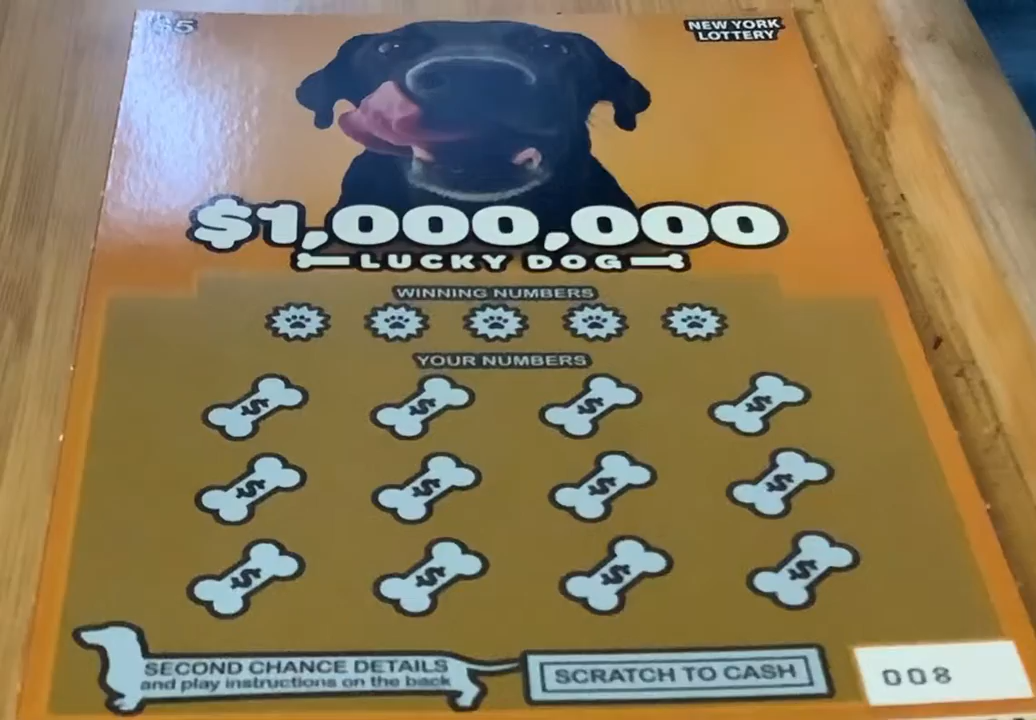 $5
NEW YORK
LOTTERY
$1,000,000
LUCKY DOG
WINNING NUMBERS
YOUR NUMBERS
$ $ $ $
$ $ $ $
$ $ $ $
SECOND CHANCE DETAILS
and play instructions on the back
SCRATCH TO CASH
008